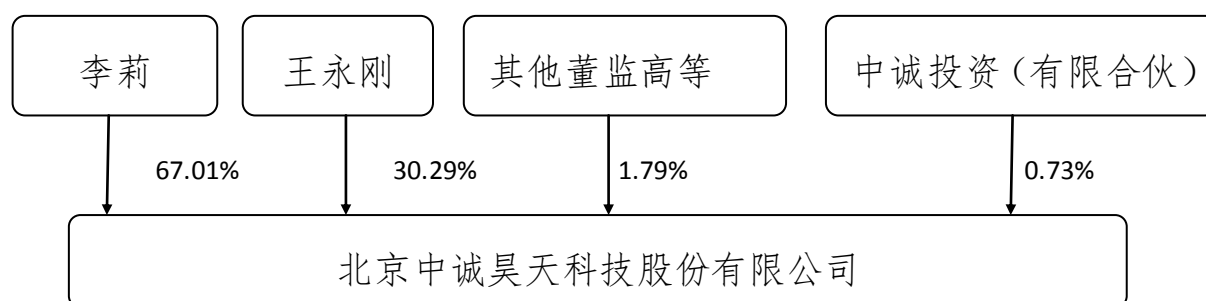 李莉
王永刚
其他董监高等
中诚投资（有限合伙）
67.01%
30.29%
1.79%
0.73%
北京中诚昊天科技股份有限公司